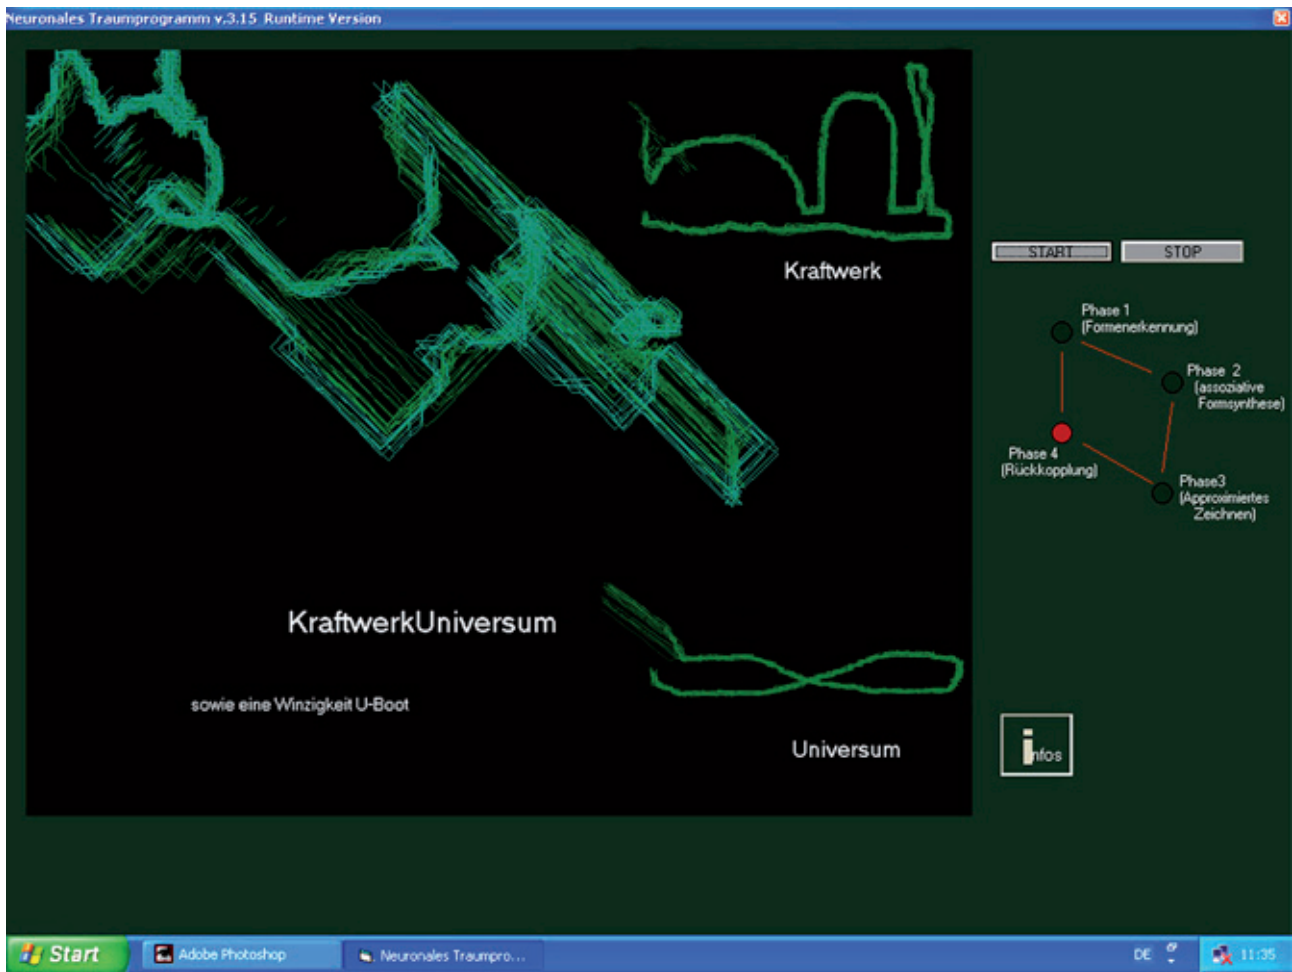 Neuronales Traumprogramm v.3.15 Runtime Version
Kraftwerk
START
STOP
Phase 1
(Formenerkennung)
Phase 2
(assoziative
Formsynthese)
Phase 4
(Rückkopplung)
Phase3
(Approximiertes
Zeichnen)
KraftwerkUniversum
sowie eine Winzigkeit U-Boot
Universum
infos
Start
Adobe Photoshop
Neuronales Traumpro...
DE
11:35